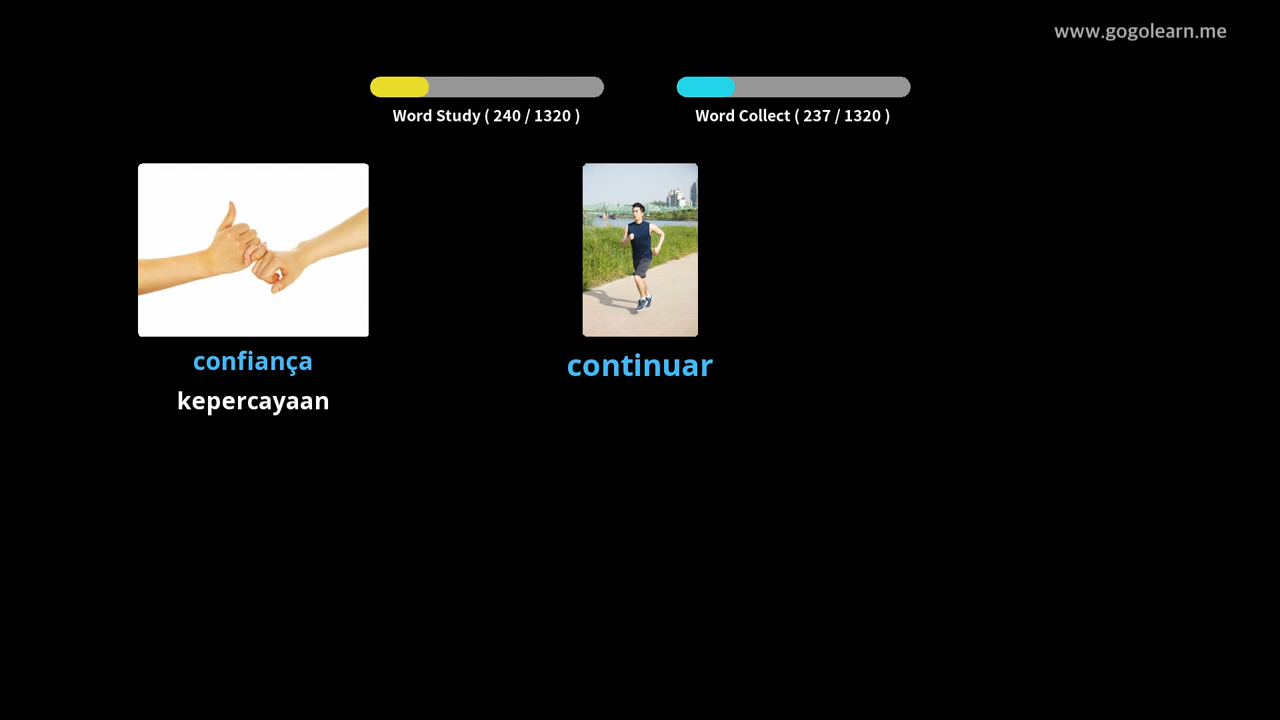 www.gogolearn.me
Word Study ( 240 / 1320 )
Word Collect ( 237 / 1320 )
confiança
kepercayaan
continuar